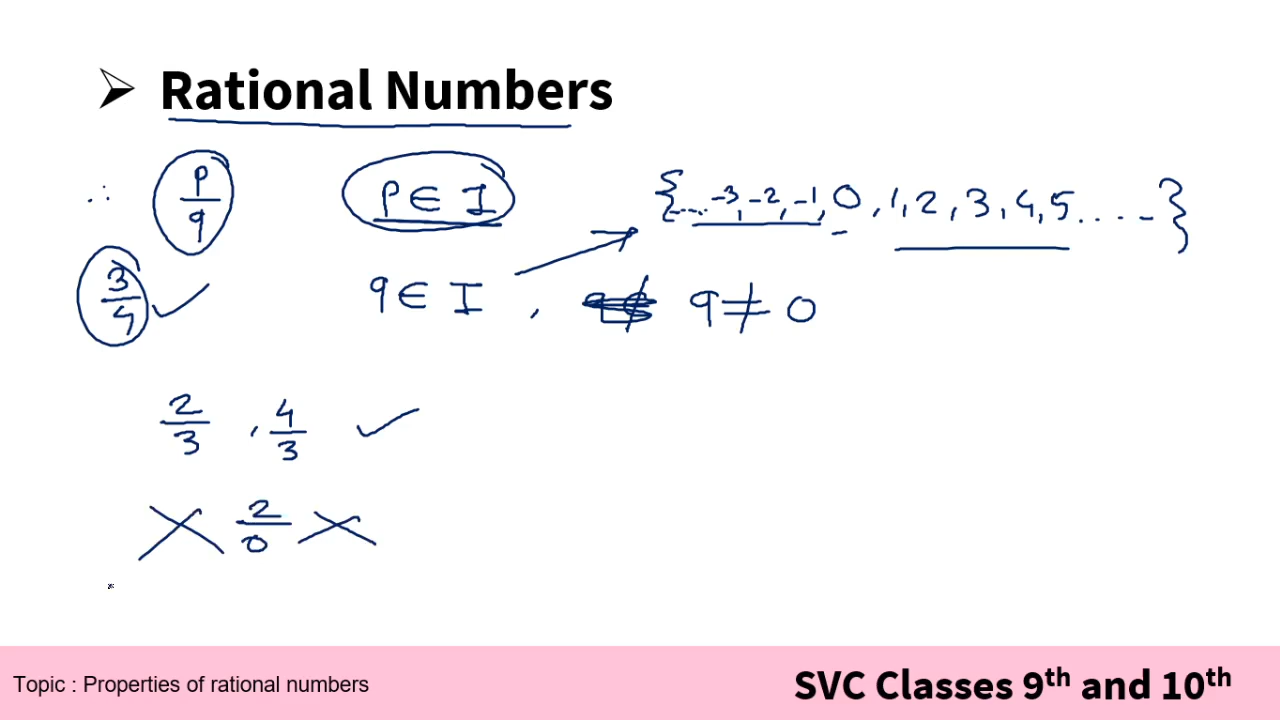 ➢ Rational Numbers
∴ p/q p ∈ I {....-3,-2,-1,0,1,2,3,4,5....}
3/4 ✓ q ∈ I , q ≠ 0
2/3 , 4/3 ✓
✗ 2/0 ✗
Topic : Properties of rational numbers
SVC Classes 9th and 10th